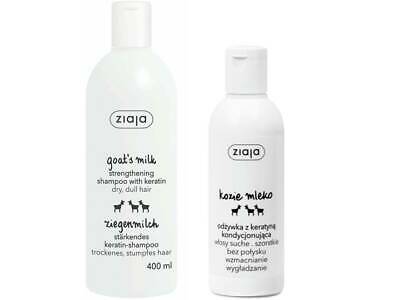 ziaja
goat's milk
strengthening
shampoo with keratin
dry, dull hair
ziegenmilch
stärkendes
keratin-shampoo
trockenes, stumpfes haar
400 ml
ziaja
kozie mleko
odżywka z keratyną
kondycjonująca
włosy suche . szorstkie
bez połysku
wzmacnianie
wygładzanie